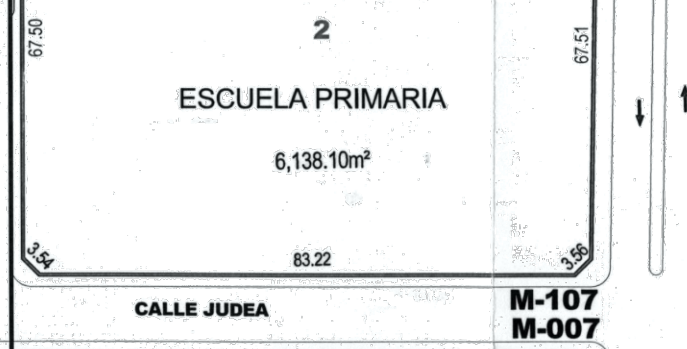 2
67.50
67.51
ESCUELA PRIMARIA
6,138.10m²
3.54
83.22
3.56
CALLE JUDEA
M-107
M-007